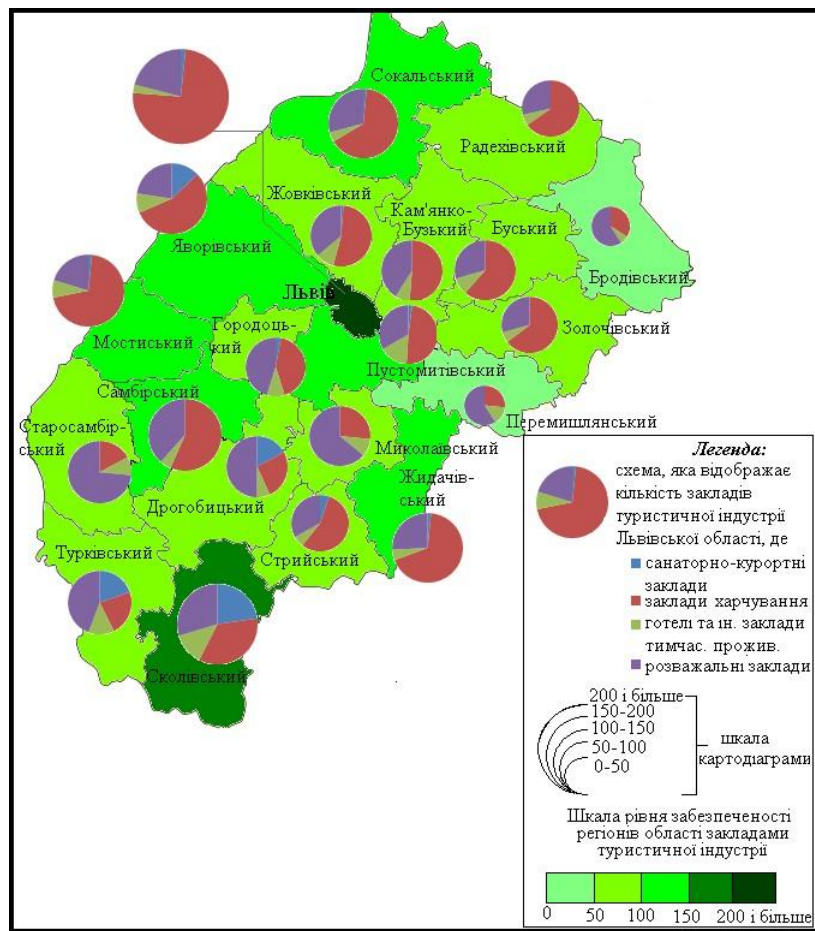 Сокальський
Радехівський
Жовківський
Кам'янко-
Бузький
Буський
Бродівський
Яворівський
Львів
Золочівський
Городоць-
кий
Мостиський
Пустомитівський
Самбірський
Перемишлянський
Старосамбір-
ський
Миколаївський
Жидачів-
ський
Дрогобицький
Стрийський
Турківський
Сколівський
Легенда:
схема, яка відображає
кількість закладів
туристичної індустрії
Львівської області, де
санаторно-курортні
заклади
заклади харчування
готелі та ін. заклади
тимчас. прожив.
розважальні заклади
200 і більше
150-200
100-150
50-100
0-50
шкала
картодіаграми
Шкала рівня забезпеченості
регіонів області закладами
туристичної індустрії
0 50 100 150 200 і більше